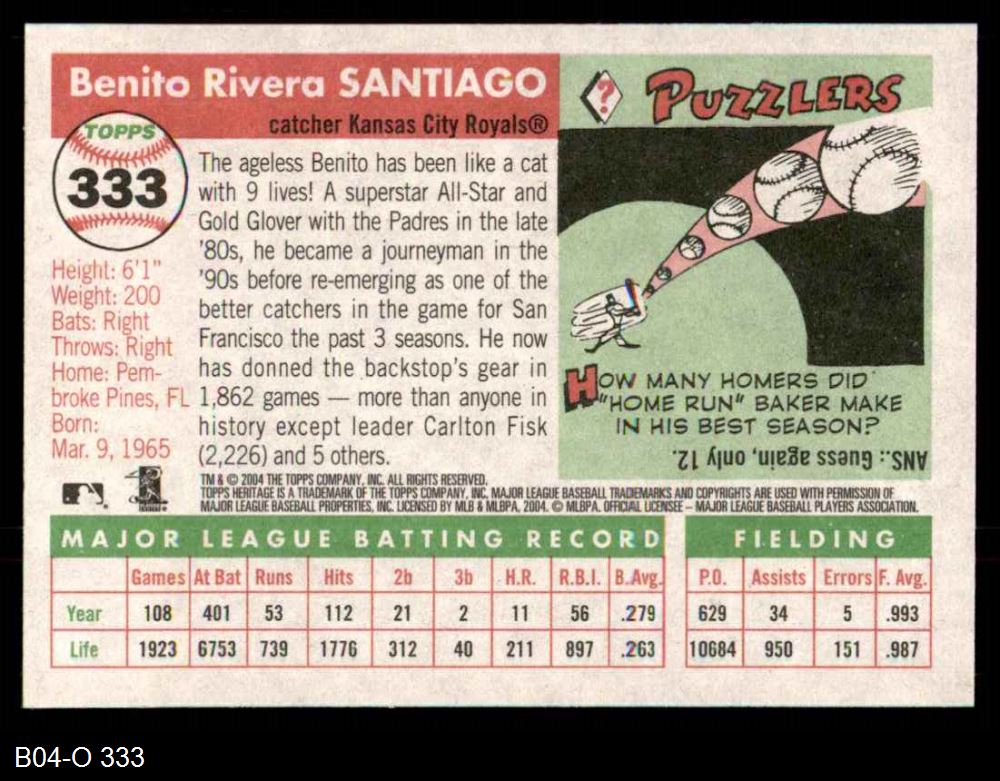 Benito Rivera SANTIAGO
catcher Kansas City Royals®
TOPPS
333
Height: 6'1"
Weight: 200
Bats: Right
Throws: Right
Home: Pem-
broke Pines, FL
Born:
Mar. 9, 1965
The ageless Benito has been like a cat
with 9 lives! A superstar All-Star and
Gold Glover with the Padres in the late
'80s, he became a journeyman in the
'90s before re-emerging as one of the
better catchers in the game for San
Francisco the past 3 seasons. He now
has donned the backstop's gear in
1,862 games — more than anyone in
history except leader Carlton Fisk
(2,226) and 5 others.
? PUZZLERS
HOW MANY HOMERS DID
"HOME RUN" BAKER MAKE
IN HIS BEST SEASON?
ANS.: Guess again, only 12.
TM & © 2004 THE TOPPS COMPANY, INC. ALL RIGHTS RESERVED.
TOPPS HERITAGE IS A TRADEMARK OF THE TOPPS COMPANY, INC. MAJOR LEAGUE BASEBALL TRADEMARKS AND COPYRIGHTS ARE USED WITH PERMISSION OF
MAJOR LEAGUE BASEBALL PROPERTIES, INC. LICENSED BY MLB & MLBPA, 2004. © MLBPA. OFFICIAL LICENSEE – MAJOR LEAGUE BASEBALL PLAYERS ASSOCIATION.
MAJOR LEAGUE BATTING RECORD FIELDING
Games At Bat Runs Hits 2b 3b H.R. R.B.I. B.Avg. P.O. Assists Errors F. Avg.
Year 108 401 53 112 21 2 11 56 .279 629 34 5 .993
Life 1923 6753 739 1776 312 40 211 897 .263 10684 950 151 .987
B04-O 333